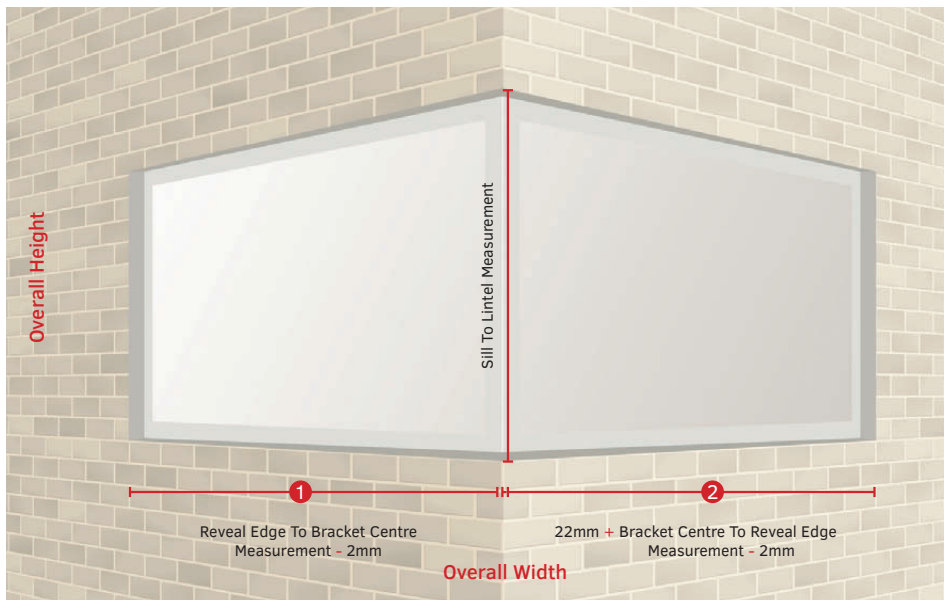 Overall Height
Sill To Lintel Measurement
1
2
Reveal Edge To Bracket Centre
Measurement - 2mm
22mm + Bracket Centre To Reveal Edge
Measurement - 2mm
Overall Width